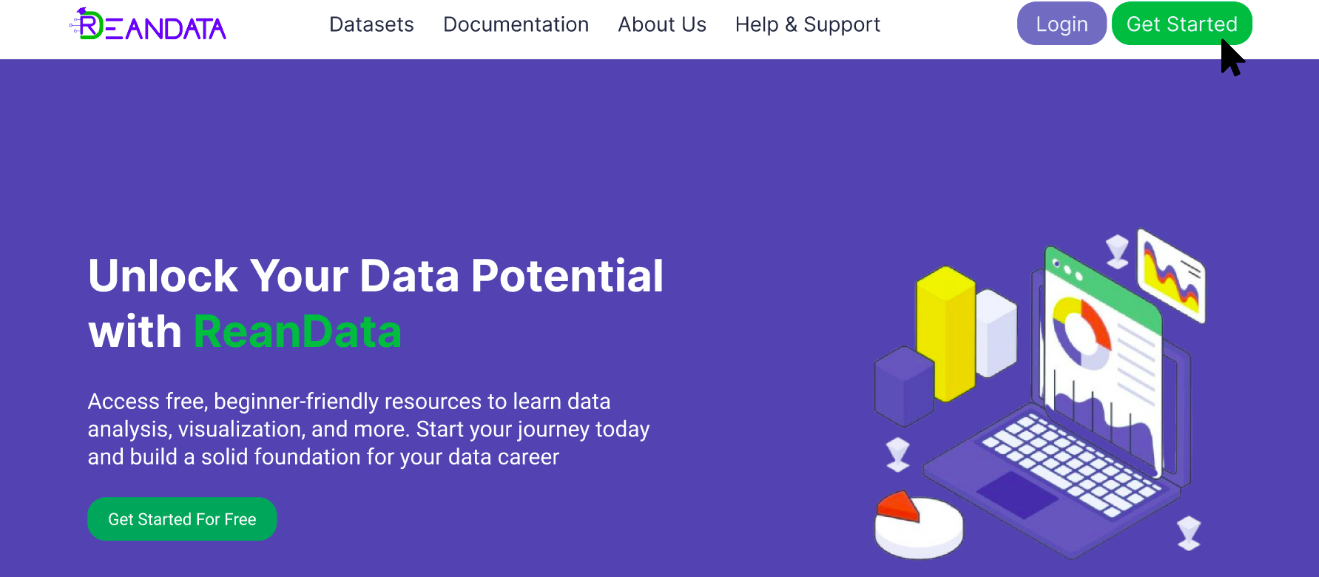 REANDATA
Datasets Documentation About Us Help & Support Login Get Started
Unlock Your Data Potential
with ReanData
Access free, beginner-friendly resources to learn data
analysis, visualization, and more. Start your journey today
and build a solid foundation for your data career
Get Started For Free